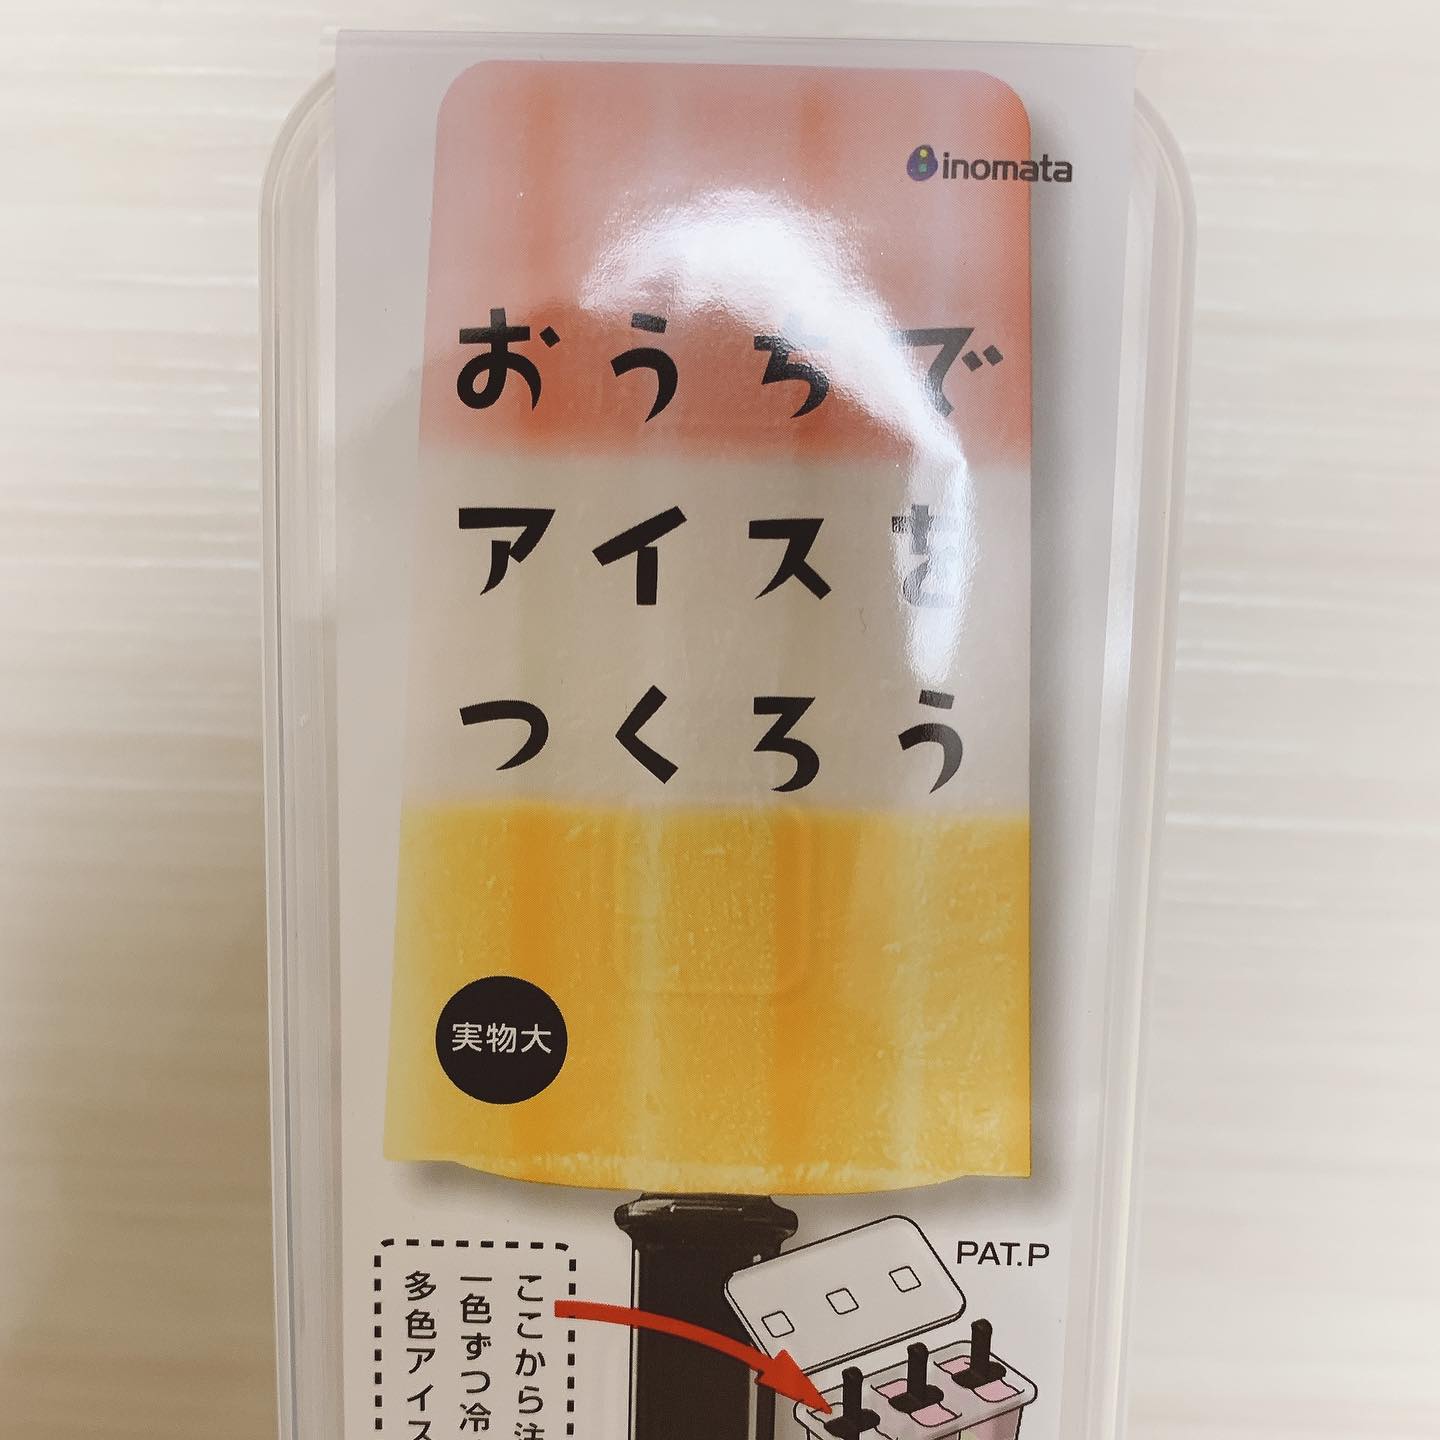 inomata
おうちで
アイスを
つくろう
実物大
PAT.P
ここから注
一色ずつ冷
多色アイス